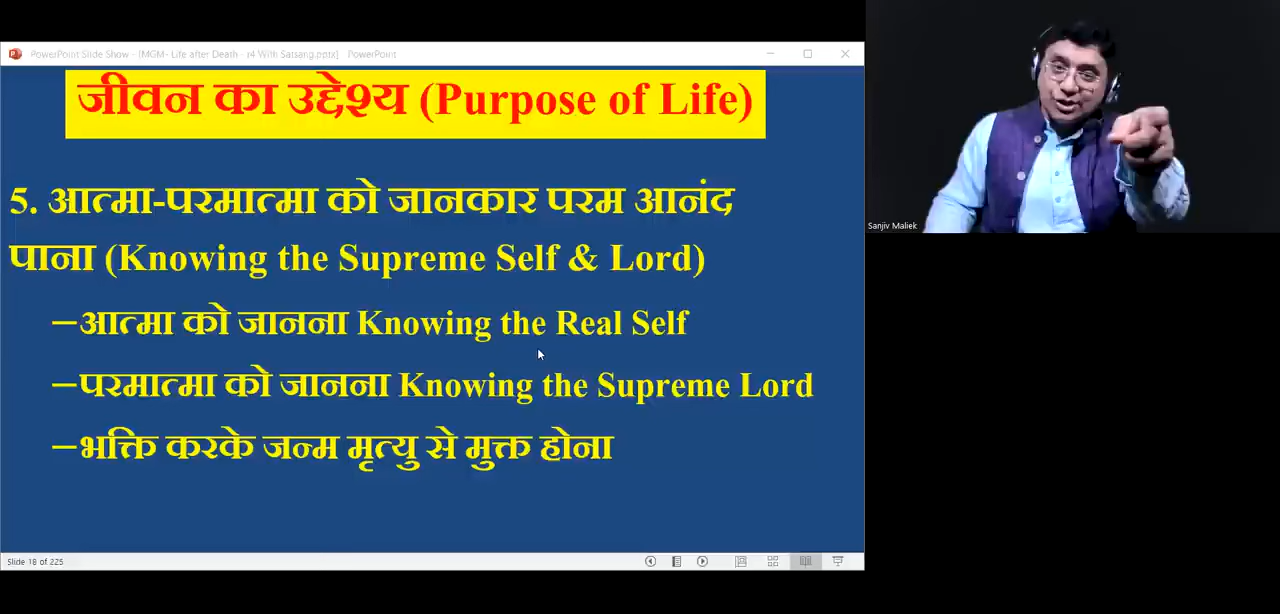 PowerPoint Slide Show - [MGM- Life after Death - r4 With Satsang.pptx] - PowerPoint
जीवन का उद्देश्य (Purpose of Life)
5. आत्मा-परमात्मा को जानकार परम आनंद
पाना (Knowing the Supreme Self & Lord)
–आत्मा को जानना Knowing the Real Self
–परमात्मा को जानना Knowing the Supreme Lord
–भक्ति करके जन्म मृत्यु से मुक्त होना
Slide 18 of 225
Sanjiv Maliek